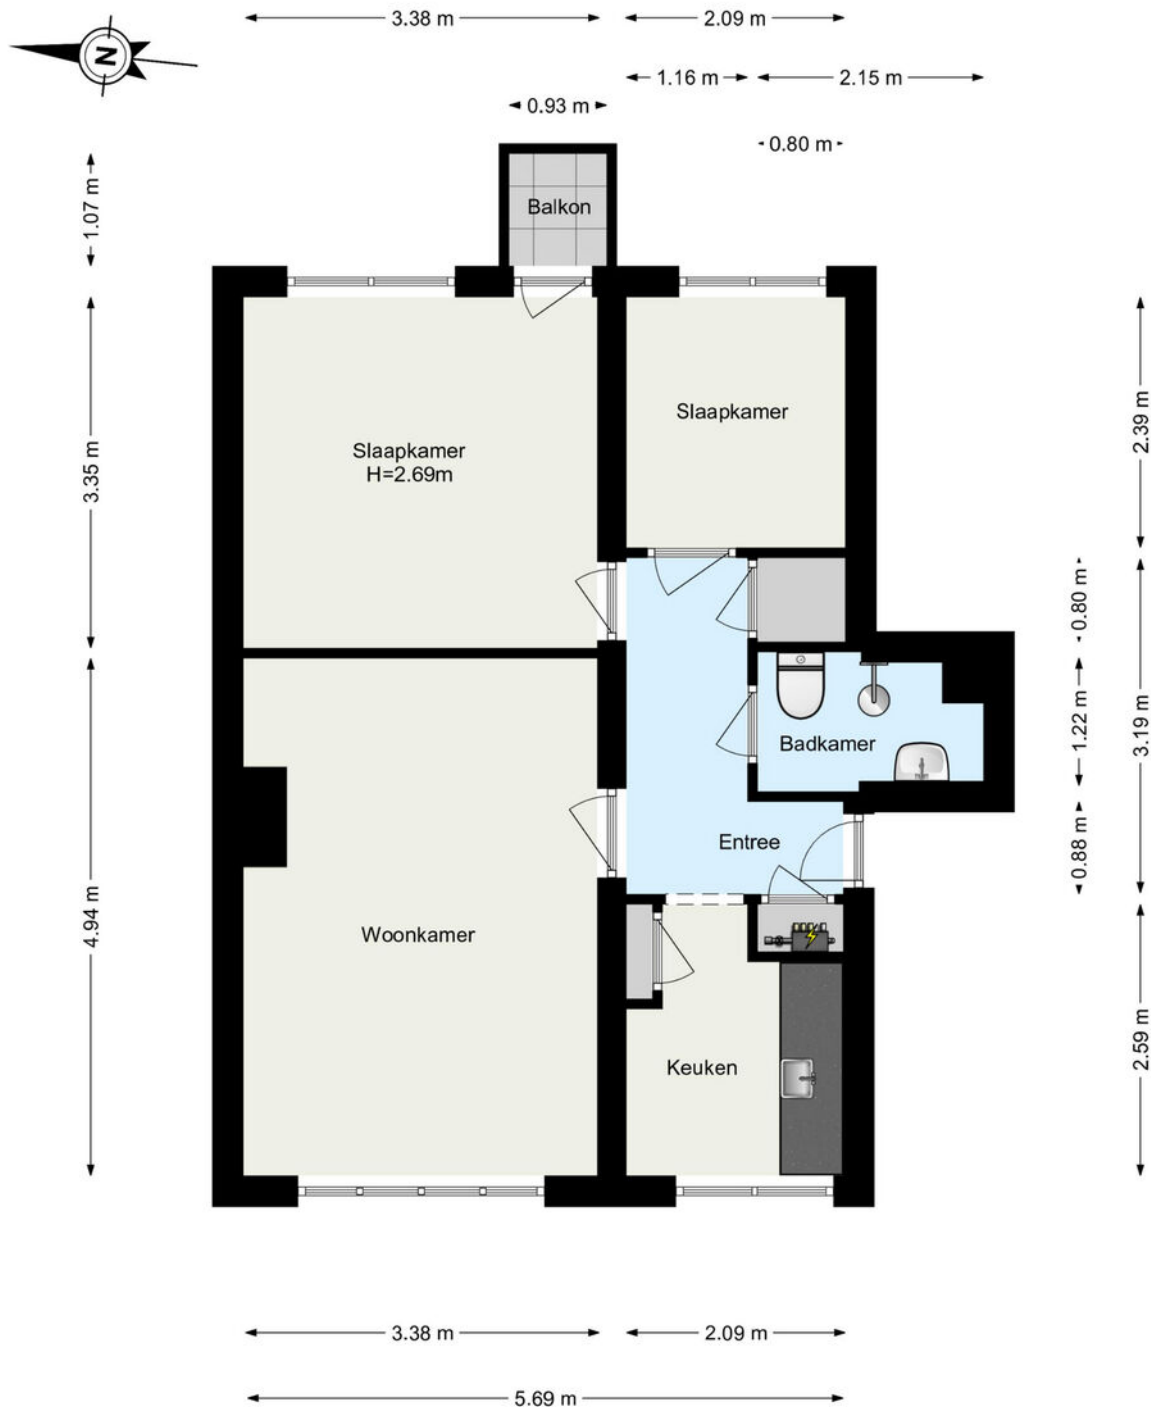 3.38 m
2.09 m
N
1.16 m
2.15 m
0.93 m
0.80 m
1.07 m
Balkon
3.35 m
2.39 m
Slaapkamer
Slaapkamer
H=2.69m
0.80 m
1.22 m
3.19 m
Badkamer
0.88 m
Entree
4.94 m
Woonkamer
2.59 m
Keuken
3.38 m
2.09 m
5.69 m